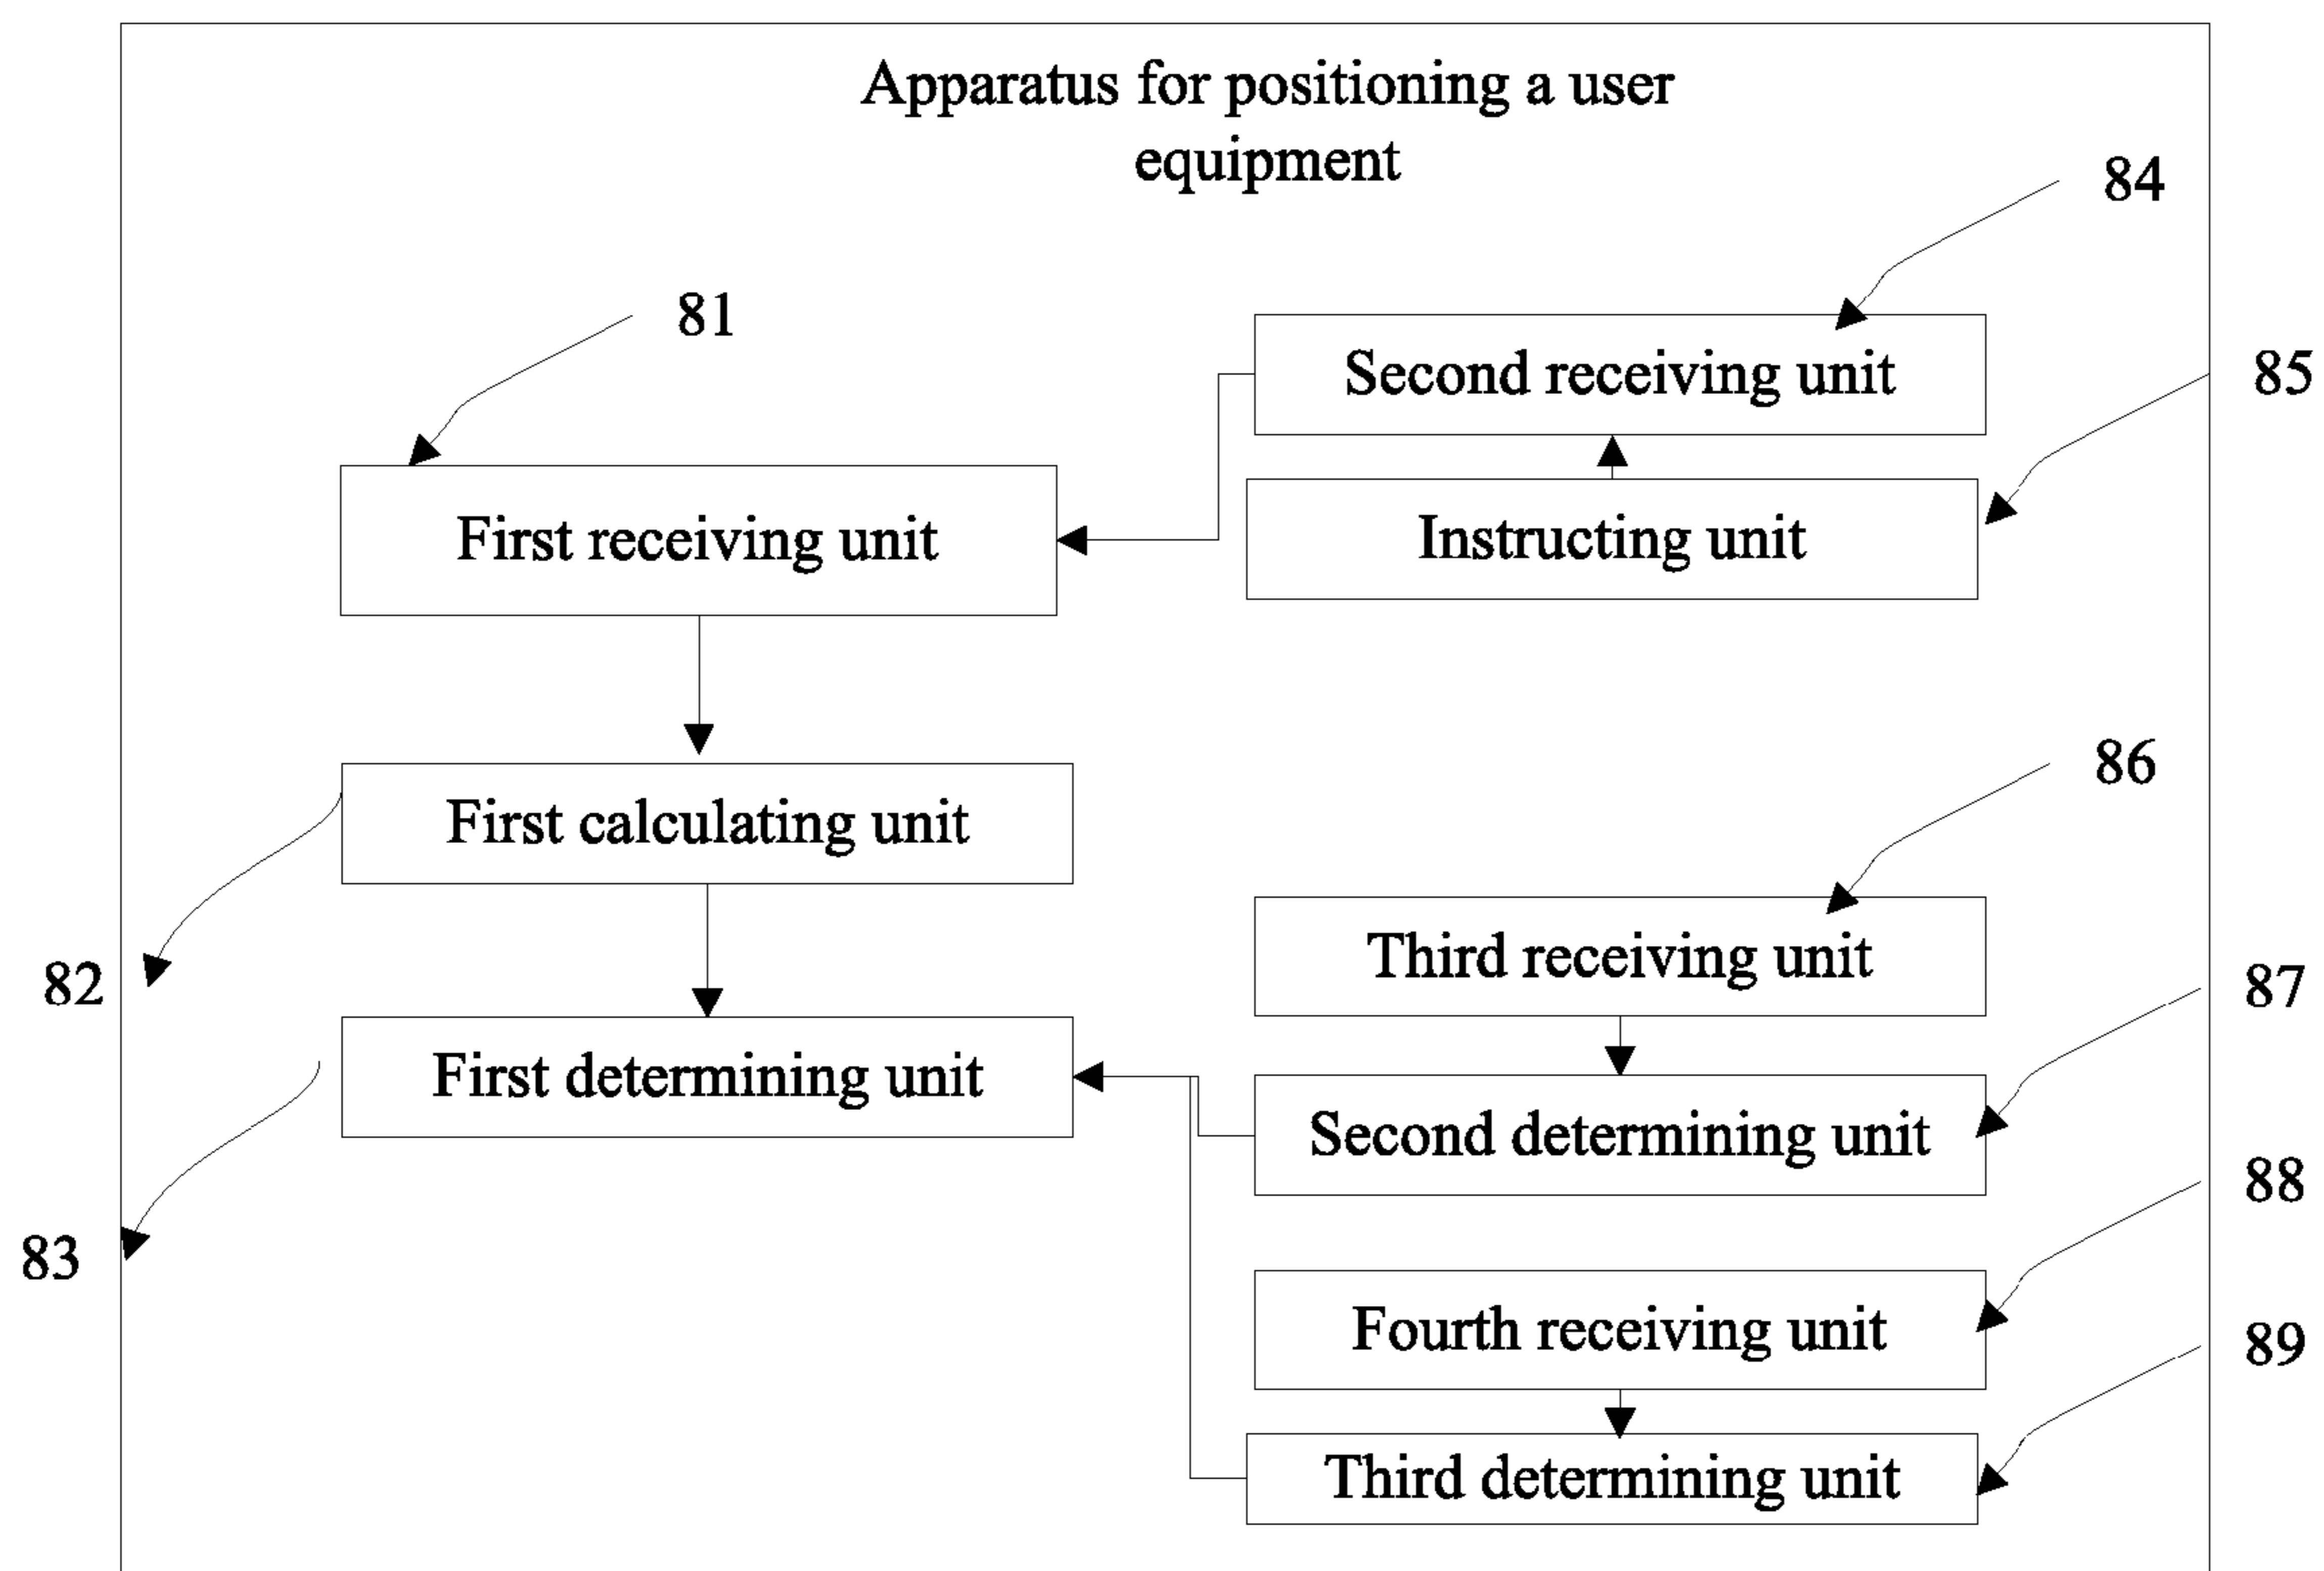 Apparatus for positioning a user
equipment
84
81
Second receiving unit
85
First receiving unit
Instructing unit
86
First calculating unit
Third receiving unit
82
87
First determining unit
Second determining unit
88
83
Fourth receiving unit
89
Third determining unit